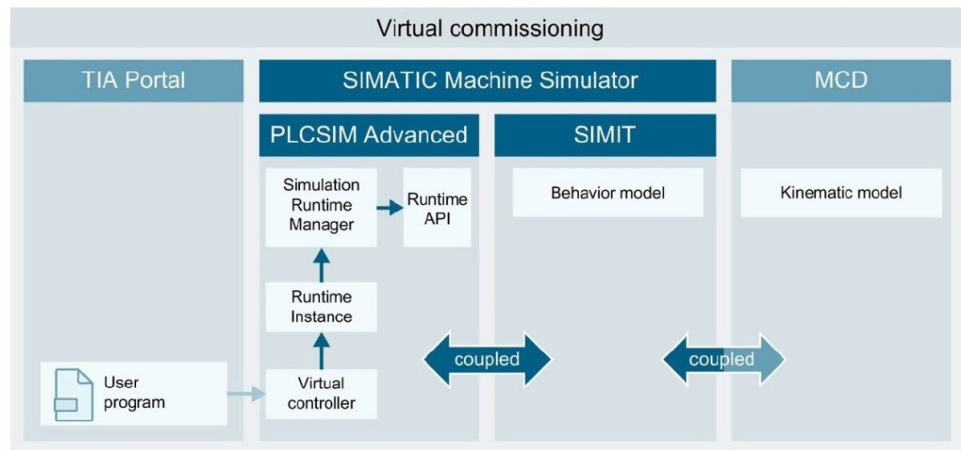 Virtual commissioning
TIA Portal
SIMATIC Machine Simulator
MCD
PLCSIM Advanced
SIMIT
Simulation
Runtime
Manager
Runtime
API
Behavior model
Kinematic model
Runtime
Instance
coupled
coupled
User
program
Virtual
controller